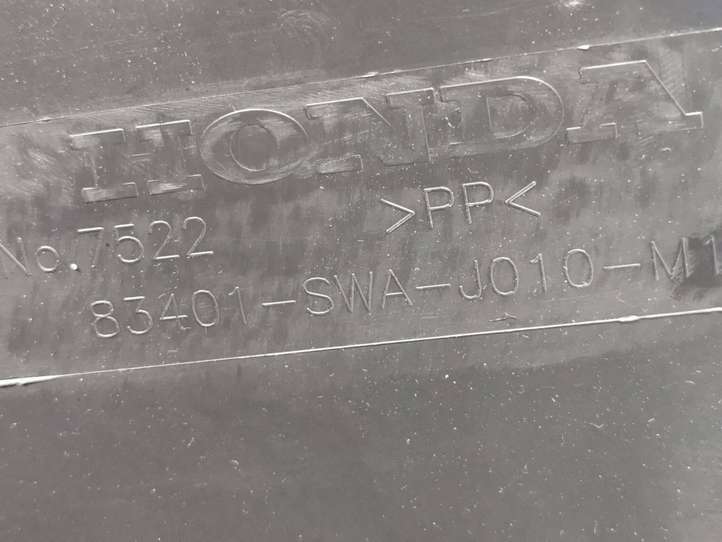 HONDA
>PP<
No.7522
83401-SWA-J010-M1